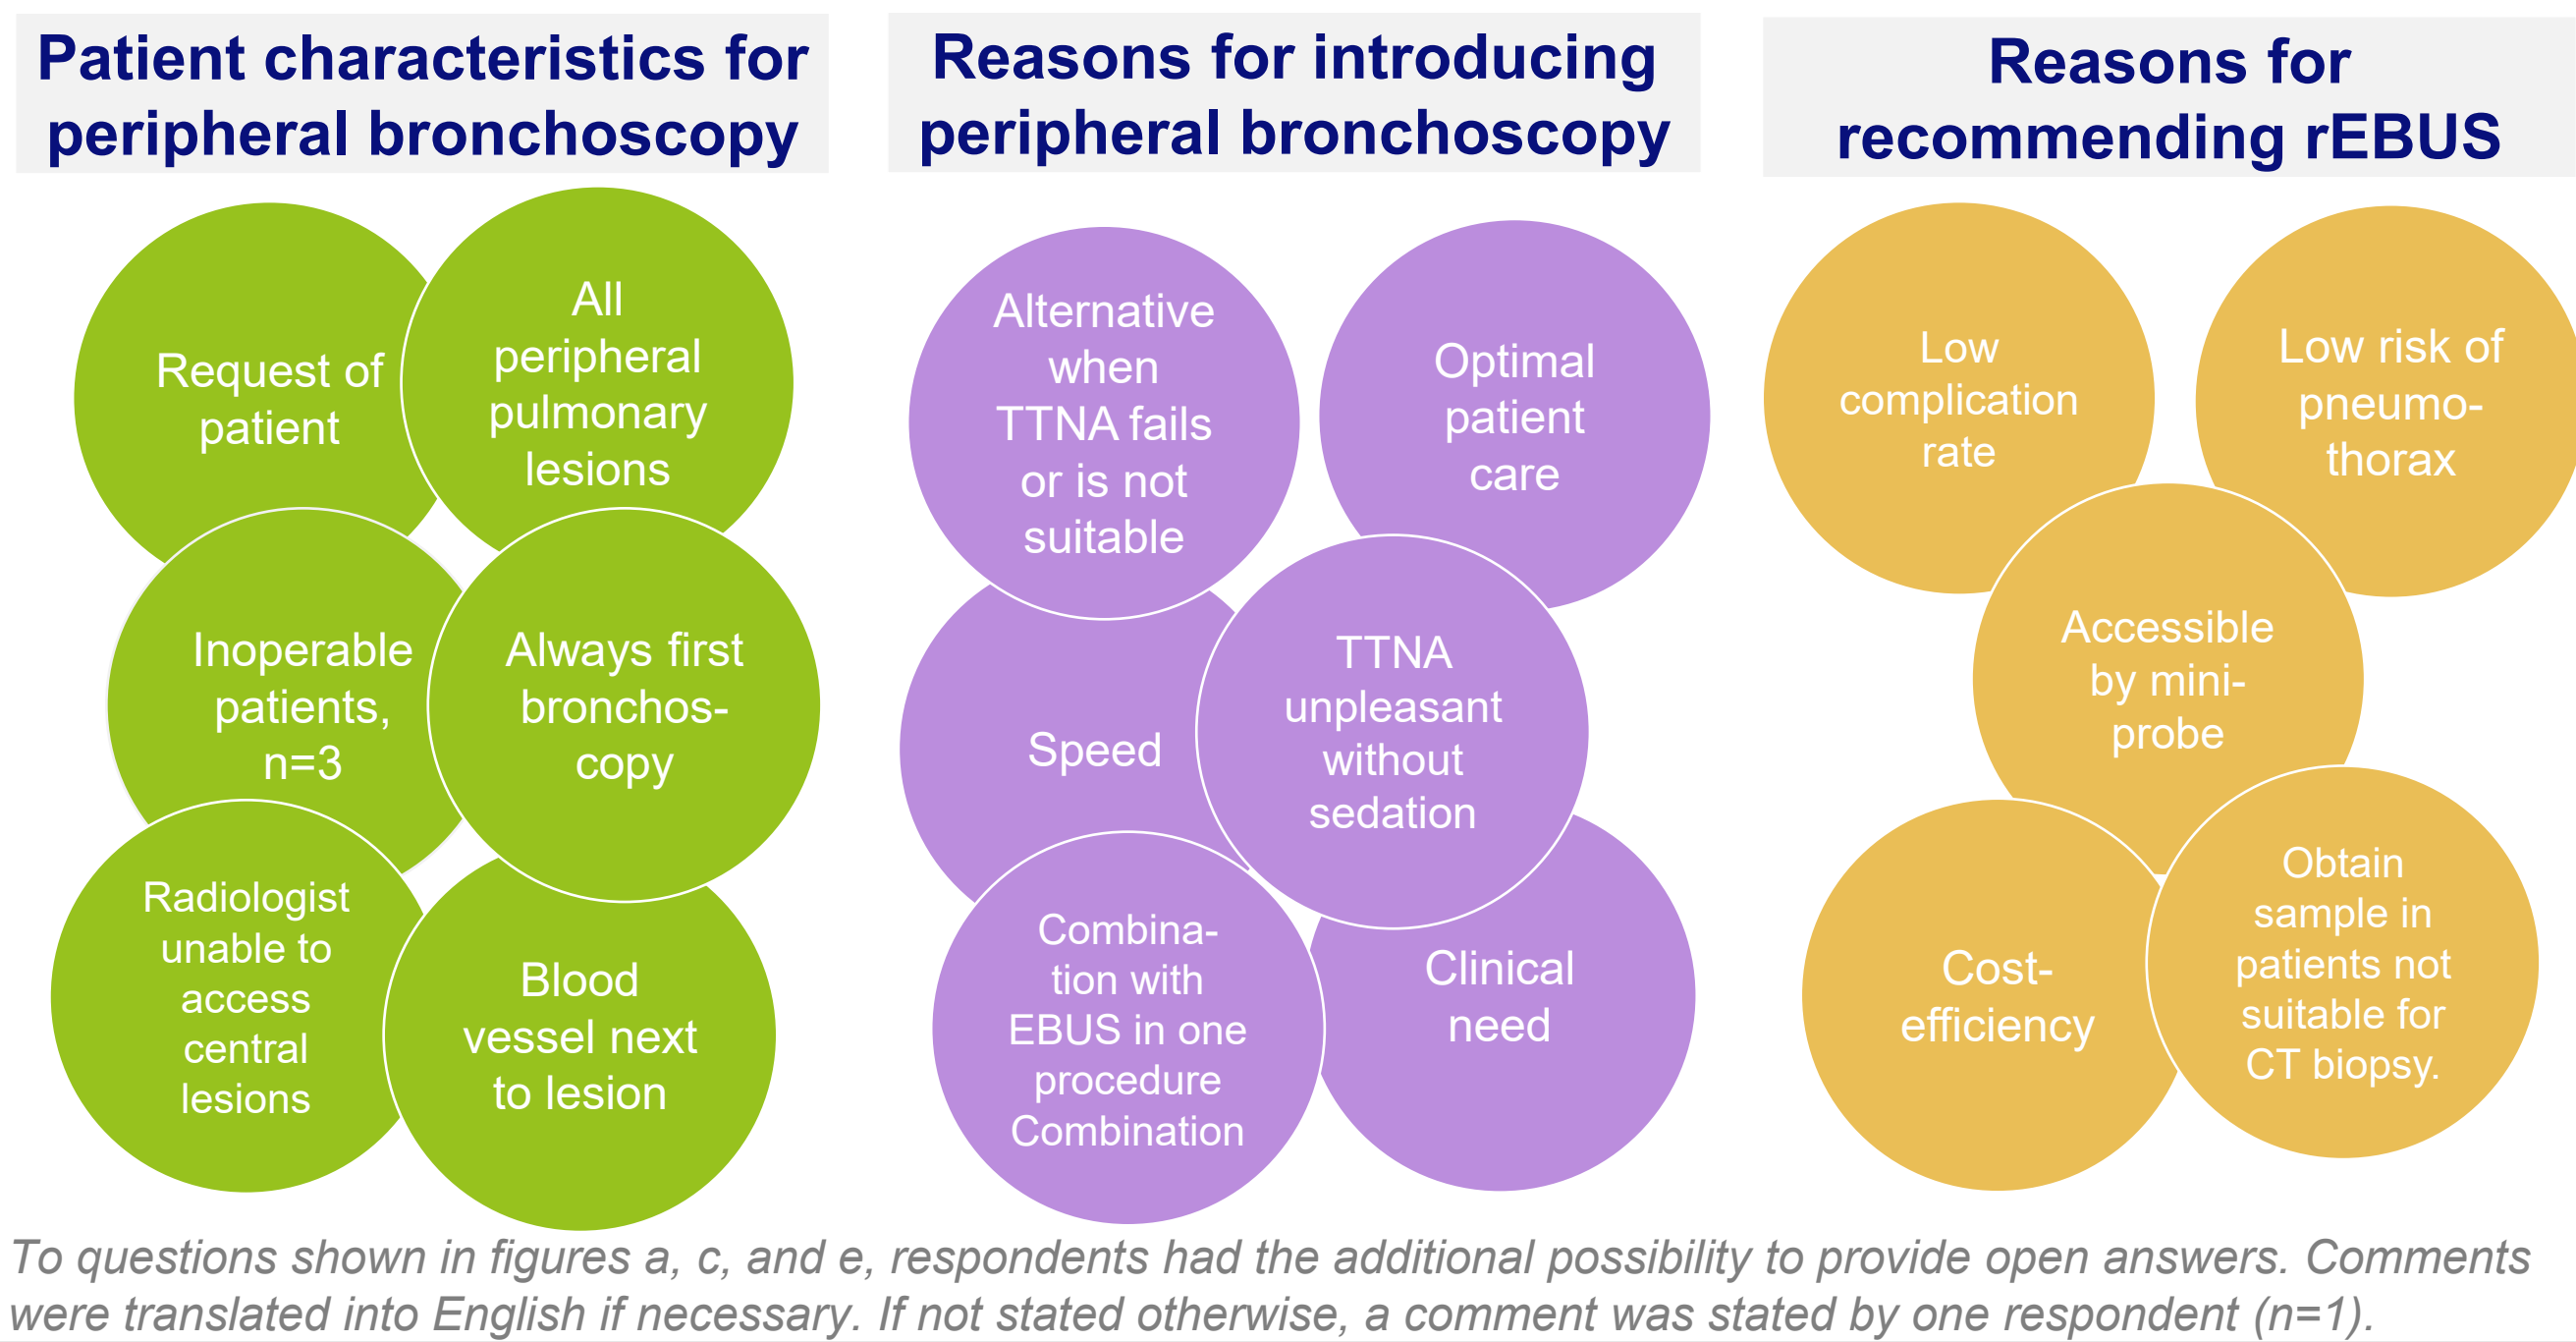 Patient characteristics for
peripheral bronchoscopy
Request of
patient
All
peripheral
pulmonary
lesions
Inoperable
patients,
n=3
Always first
bronchos-
copy
Radiologist
unable to
access
central
lesions
Blood
vessel next
to lesion
Reasons for introducing
peripheral bronchoscopy
Alternative
when
TTNA fails
or is not
suitable
Optimal
patient
care
Speed
TTNA
unpleasant
without
sedation
Combina-
tion with
EBUS in one
procedure
Combination
Clinical
need
Reasons for
recommending rEBUS
Low
complication
rate
Low risk of
pneumo-
thorax
Accessible
by mini-
probe
Cost-
efficiency
Obtain
sample in
patients not
suitable for
CT biopsy.
To questions shown in figures a, c, and e, respondents had the additional possibility to provide open answers. Comments
were translated into English if necessary. If not stated otherwise, a comment was stated by one respondent (n=1).